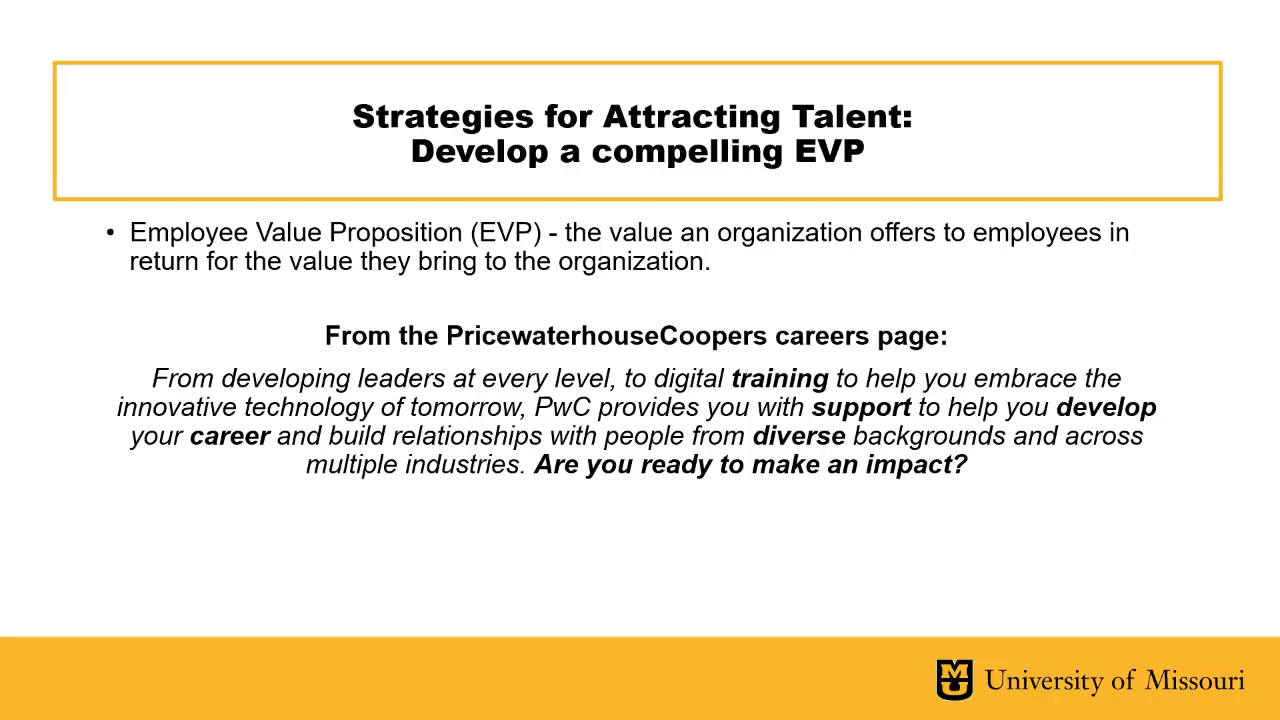 Strategies for Attracting Talent:
Develop a compelling EVP
• Employee Value Proposition (EVP) - the value an organization offers to employees in
return for the value they bring to the organization.
From the PricewaterhouseCoopers careers page:
From developing leaders at every level, to digital training to help you embrace the
innovative technology of tomorrow, PwC provides you with support to help you develop
your career and build relationships with people from diverse backgrounds and across
multiple industries. Are you ready to make an impact?
MU University of Missouri